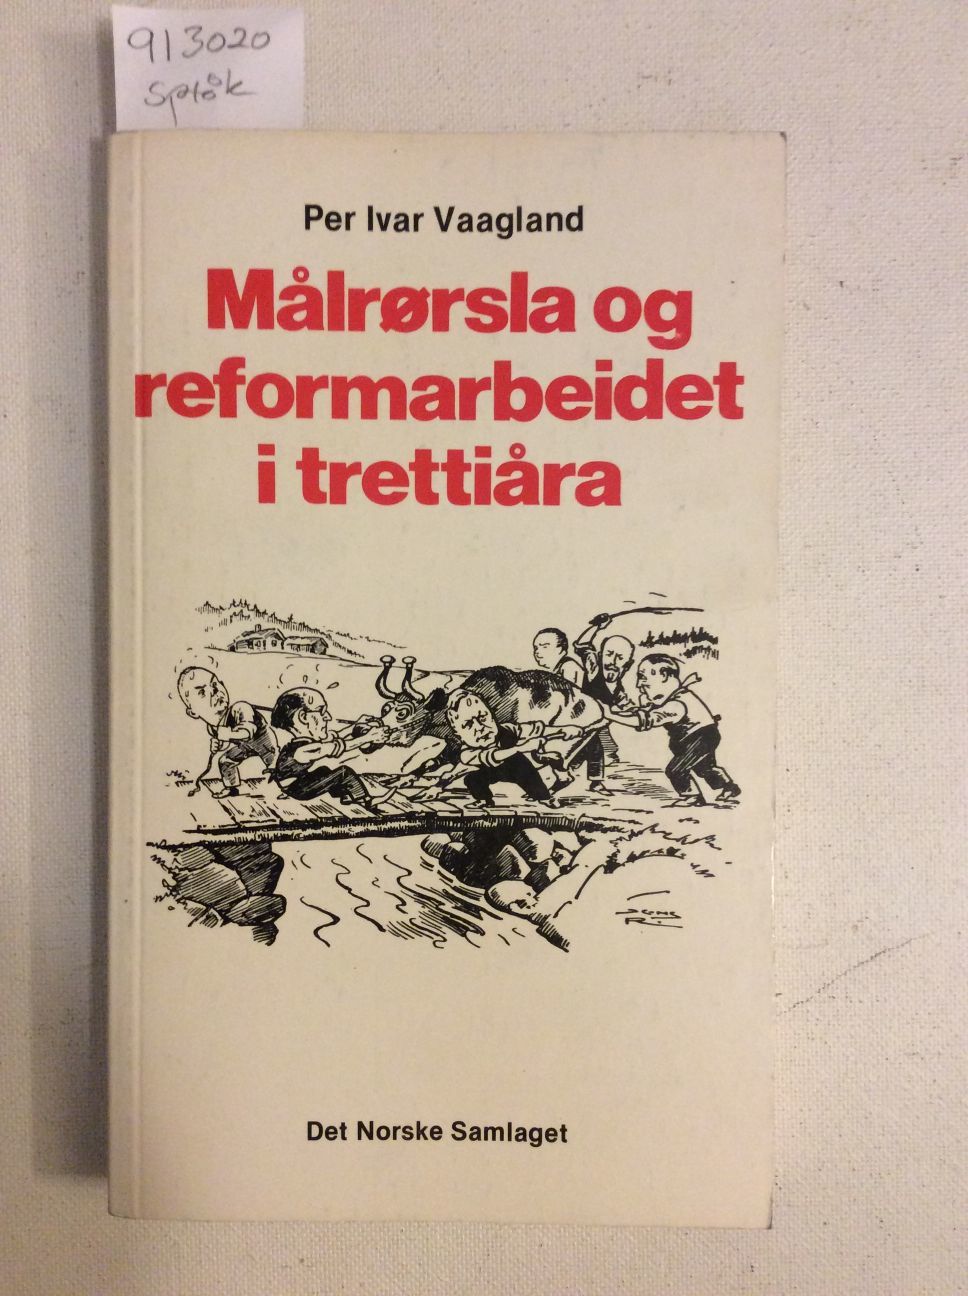 913020
Språk
Per Ivar Vaagland
Målrørsla og
reformarbeidet
i trettiåra
Det Norske Samlaget